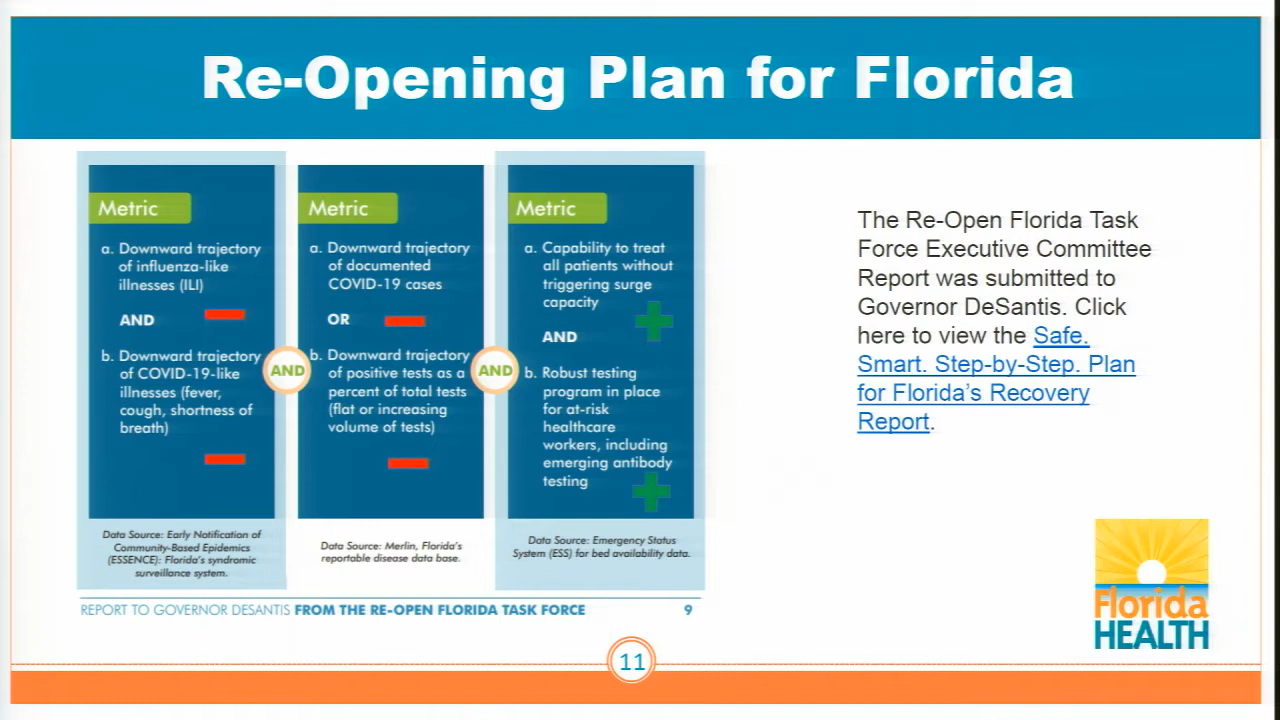 Re-Opening Plan for Florida
Metric
a. Downward trajectory
of influenza-like
illnesses (ILI)
AND
b. Downward trajectory
of COVID-19-like
illnesses (fever,
cough, shortness of
breath)
Data Source: Early Notification of
Community-Based Epidemics
(ESSENCE): Florida's syndromic
surveillance system.
AND
Metric
a. Downward trajectory
of documented
COVID-19 cases
OR
b. Downward trajectory
of positive tests as a
percent of total tests
(flat or increasing
volume of tests)
Data Source: Merlin, Florida's
reportable disease data base.
AND
Metric
a. Capability to treat
all patients without
triggering surge
capacity
AND
b. Robust testing
program in place
for at-risk
healthcare
workers, including
emerging antibody
testing
Data Source: Emergency Status
System (ESS) for bed availability data.
REPORT TO GOVERNOR DESANTIS FROM THE RE-OPEN FLORIDA TASK FORCE 9
The Re-Open Florida Task
Force Executive Committee
Report was submitted to
Governor DeSantis. Click
here to view the Safe.
Smart. Step-by-Step. Plan
for Florida's Recovery
Report.
Florida
HEALTH
11